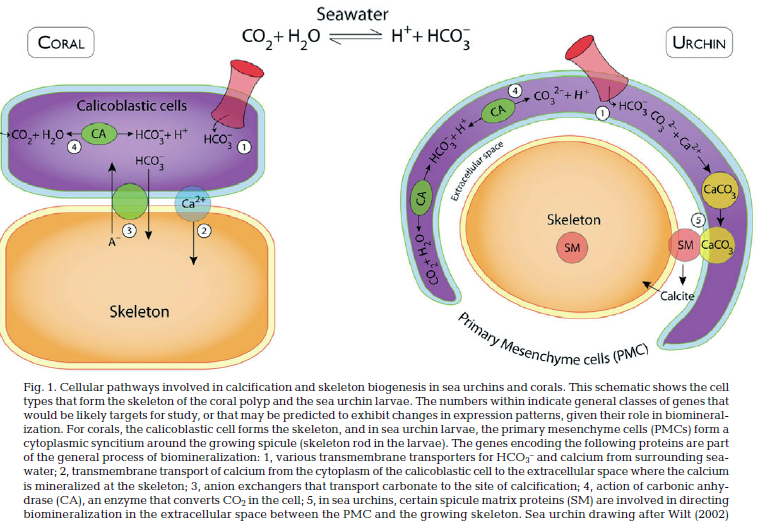 Seawater
CORAL
CO2 + H2O ⇌ H+ + HCO3−
URCHIN
Calicoblastic cells
CO2 + H2O
CA
HCO3− + H+
HCO3−
1
4
HCO3−
Ca2+
A−
3
2
Skeleton
4
CA
CO3 2− + H+
1
HCO3−
CO3 2− + Ca2+
HCO3− + H+
Extracellular space
CA
CO2 + H2O
CaCO3
Skeleton
SM
5
SM
CaCO3
Calcite
Primary Mesenchyme cells (PMC)
Fig. 1. Cellular pathways involved in calcification and skeleton biogenesis in sea urchins and corals. This schematic shows the cell
types that form the skeleton of the coral polyp and the sea urchin larvae. The numbers within indicate general classes of genes that
would be likely targets for study, or that may be predicted to exhibit changes in expression patterns, given their role in biomineral-
ization. For corals, the calicoblastic cell forms the skeleton, and in sea urchin larvae, the primary mesenchyme cells (PMCs) form a
cytoplasmic syncitium around the growing spicule (skeleton rod in the larvae). The genes encoding the following proteins are part
of the general process of biomineralization: 1, various transmembrane transporters for HCO3− and calcium from surrounding sea-
water; 2, transmembrane transport of calcium from the cytoplasm of the calicoblastic cell to the extracellular space where the calcium
is mineralized at the skeleton; 3, anion exchangers that transport carbonate to the site of calcification; 4, action of carbonic anhy-
drase (CA), an enzyme that converts CO2 in the cell; 5, in sea urchins, certain spicule matrix proteins (SM) are involved in directing
biomineralization in the extracellular space between the PMC and the growing skeleton. Sea urchin drawing after Wilt (2002)